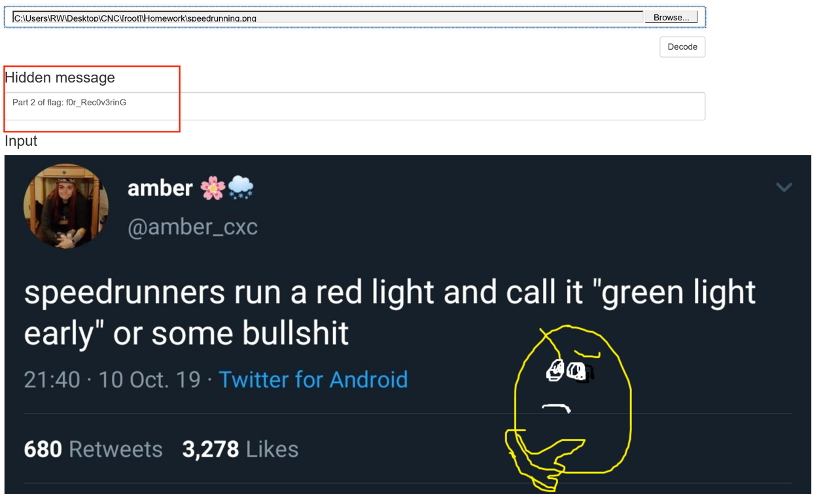 C:\Users\RW\Desktop\CNC\[root]\Homework\speedrunning.png Browse...
Decode
Hidden message
Part 2 of flag: f0r_Rec0v3rinG
Input
amber 🌸🌨️
@amber_cxc
speedrunners run a red light and call it "green light
early" or some bullshit
21:40 · 10 Oct. 19 · Twitter for Android
680 Retweets 3,278 Likes